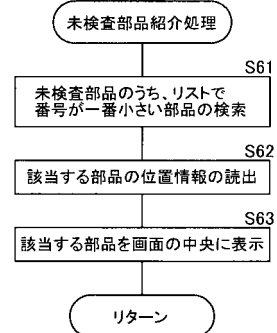 未検査部品紹介処理
S61
未検査部品のうち、リストで
番号が一番小さい部品の検索
S62
該当する部品の位置情報の読出
S63
該当する部品を画面の中央に表示
リターン